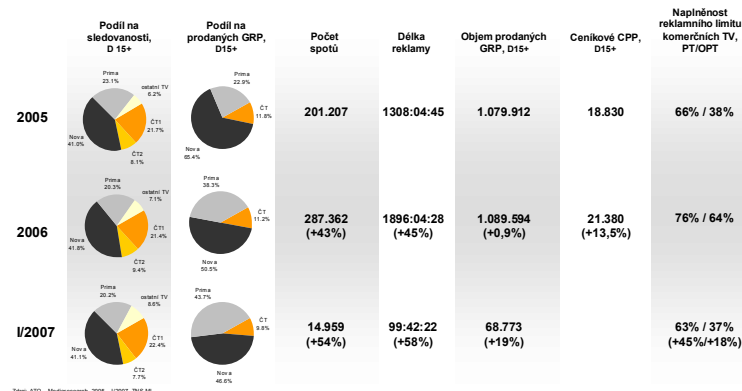 Podíl na
sledovanosti,
D 15+
Podíl na
prodaných GRP,
D15+
Počet
spotů
Délka
reklamy
Objem prodaných
GRP, D15+
Ceníkové CPP,
D15+
Naplněnost
reklamního limitu
komerčních TV,
PT/OPT
2005
Prima
23.1%
ostatní TV
6.2%
ČT1
21.7%
ČT2
8.1%
Nova
41.0%
Prima
22.9%
ČT
11.8%
Nova
65.4%
201.207
1308:04:45
1.079.912
18.830
66% / 38%
2006
Prima
20.3%
ostatní TV
7.1%
ČT1
21.4%
ČT2
9.4%
Nova
41.8%
Prima
38.3%
ČT
11.2%
Nova
50.5%
287.362
(+43%)
1896:04:28
(+45%)
1.089.594
(+0,9%)
21.380
(+13,5%)
76% / 64%
I/2007
Prima
20.2%
ostatní TV
8.6%
ČT1
22.4%
ČT2
7.7%
Nova
41.1%
Prima
43.7%
ČT
9.8%
Nova
46.6%
14.959
(+54%)
99:42:22
(+58%)
68.773
(+19%)
63% / 37%
(+45%/+18%)